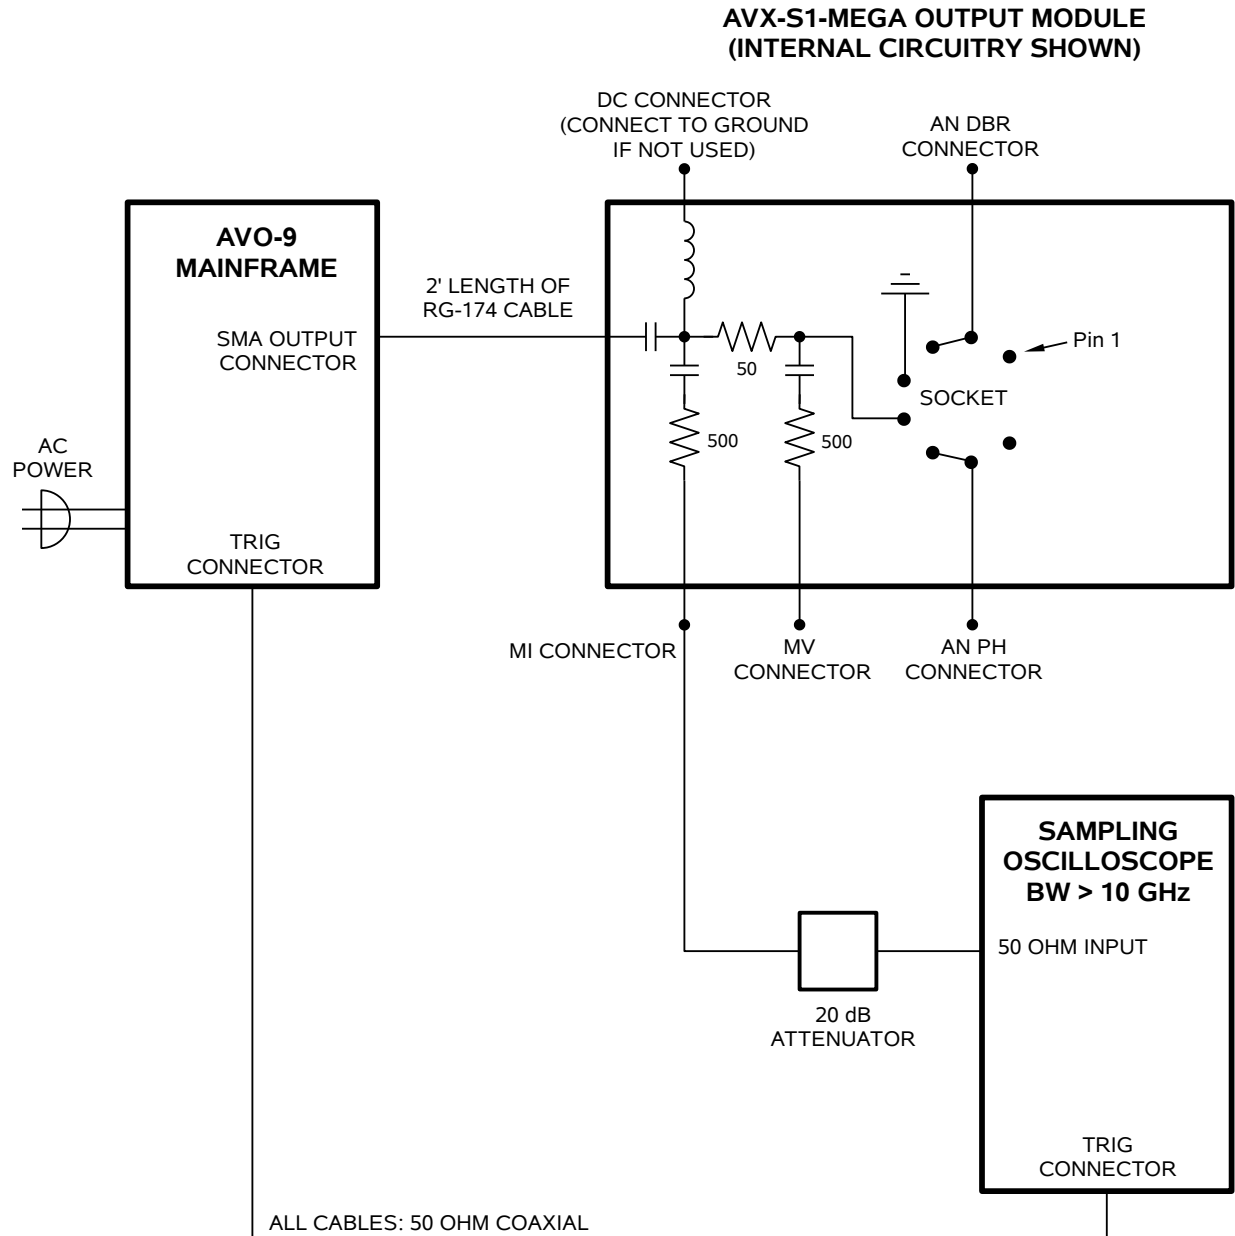 AVX-S1-MEGA OUTPUT MODULE
(INTERNAL CIRCUITRY SHOWN)
DC CONNECTOR
(CONNECT TO GROUND
IF NOT USED)
AN DBR
CONNECTOR
AVO-9
MAINFRAME
2' LENGTH OF
RG-174 CABLE
SMA OUTPUT
CONNECTOR
Pin 1
50
SOCKET
500
500
AC
POWER
TRIG
CONNECTOR
MI CONNECTOR
MV
CONNECTOR
AN PH
CONNECTOR
SAMPLING
OSCILLOSCOPE
BW > 10 GHz
50 OHM INPUT
20 dB
ATTENUATOR
TRIG
CONNECTOR
ALL CABLES: 50 OHM COAXIAL